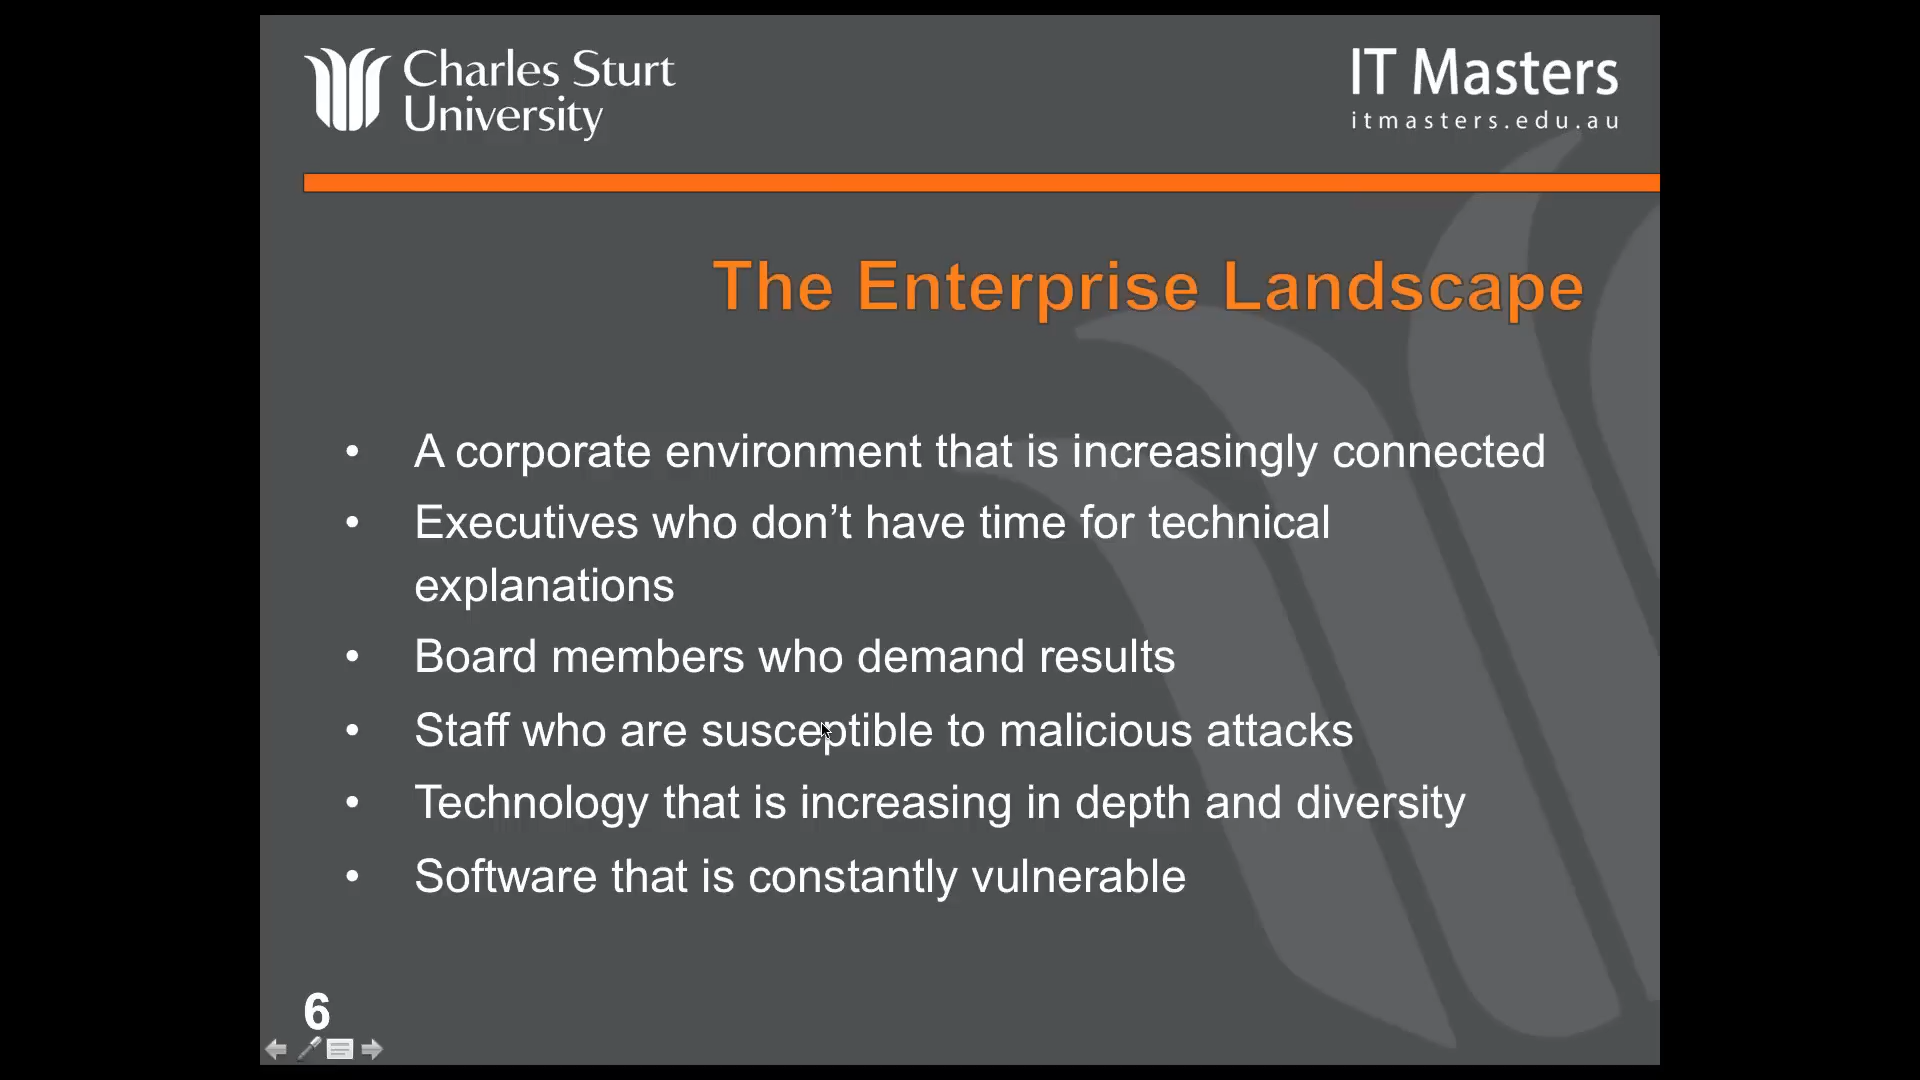 Charles Sturt
University
IT Masters
itmasters.edu.au
The Enterprise Landscape
• A corporate environment that is increasingly connected
• Executives who don’t have time for technical
explanations
• Board members who demand results
• Staff who are susceptible to malicious attacks
• Technology that is increasing in depth and diversity
• Software that is constantly vulnerable
6